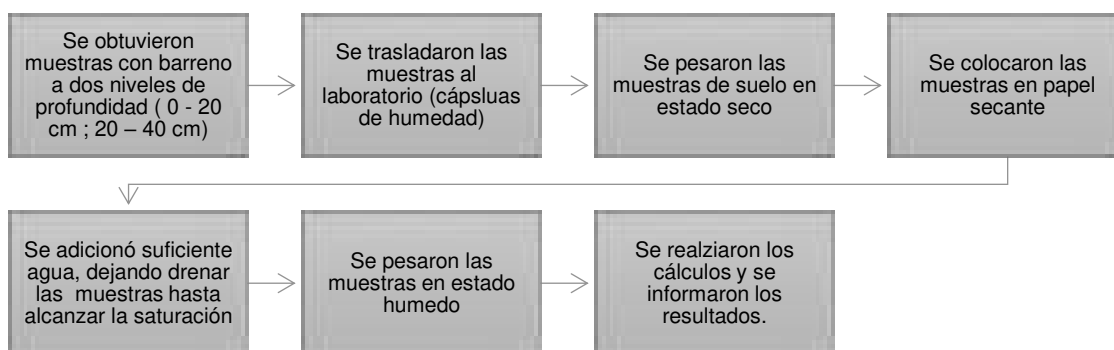 Se obtuvieron
muestras con barreno
a dos niveles de
profundidad ( 0 - 20
cm ; 20 – 40 cm)
Se trasladaron las
muestras al
laboratorio (cápsluas
de humedad)
Se pesaron las
muestras de suelo en
estado seco
Se colocaron las
muestras en papel
secante
Se adicionó suficiente
agua, dejando drenar
las muestras hasta
alcanzar la saturación
Se pesaron las
muestras en estado
humedo
Se realziaron los
cálculos y se
informaron los
resultados.